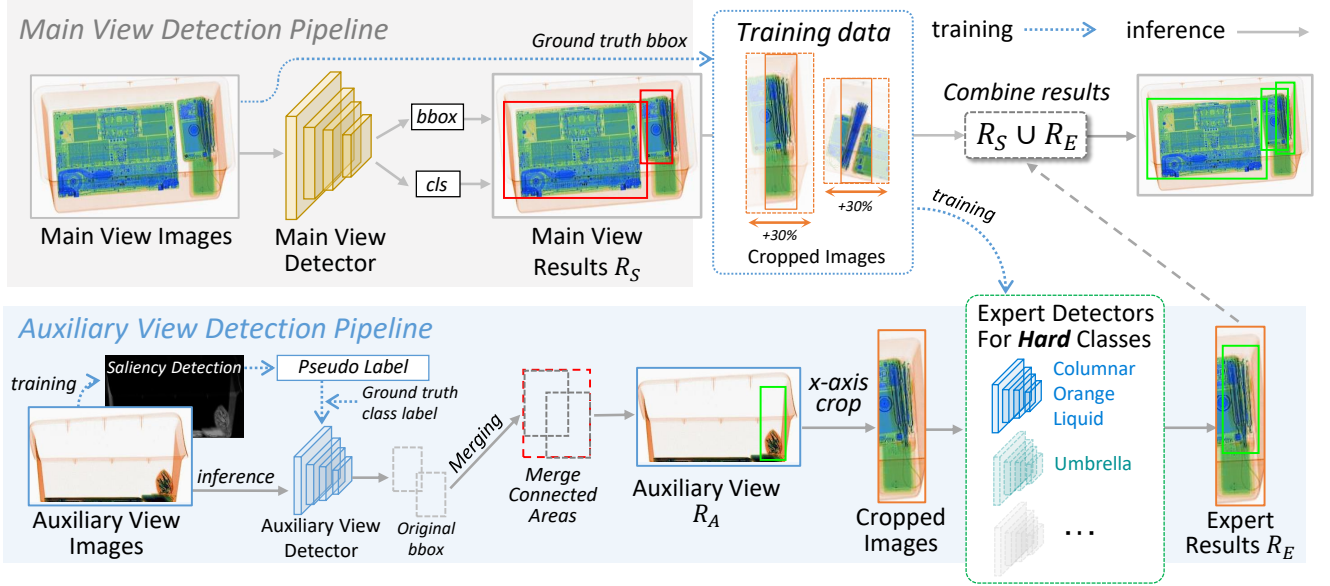 Main View Detection Pipeline
Ground truth bbox
Training data
training
inference
bbox
cls
Combine results
R_S ∪ R_E
+30%
+30%
Cropped Images
Main View Images
Main View
Detector
Main View
Results R_S
training
Auxiliary View Detection Pipeline
training
Saliency Detection
Pseudo Label
Ground truth
class label
inference
Auxiliary View
Images
Auxiliary View
Detector
Original
bbox
Merging
Merge
Connected
Areas
Auxiliary View
R_A
x-axis
crop
Cropped
Images
Expert Detectors
For Hard Classes
Columnar
Orange
Liquid
Umbrella
...
Expert
Results R_E